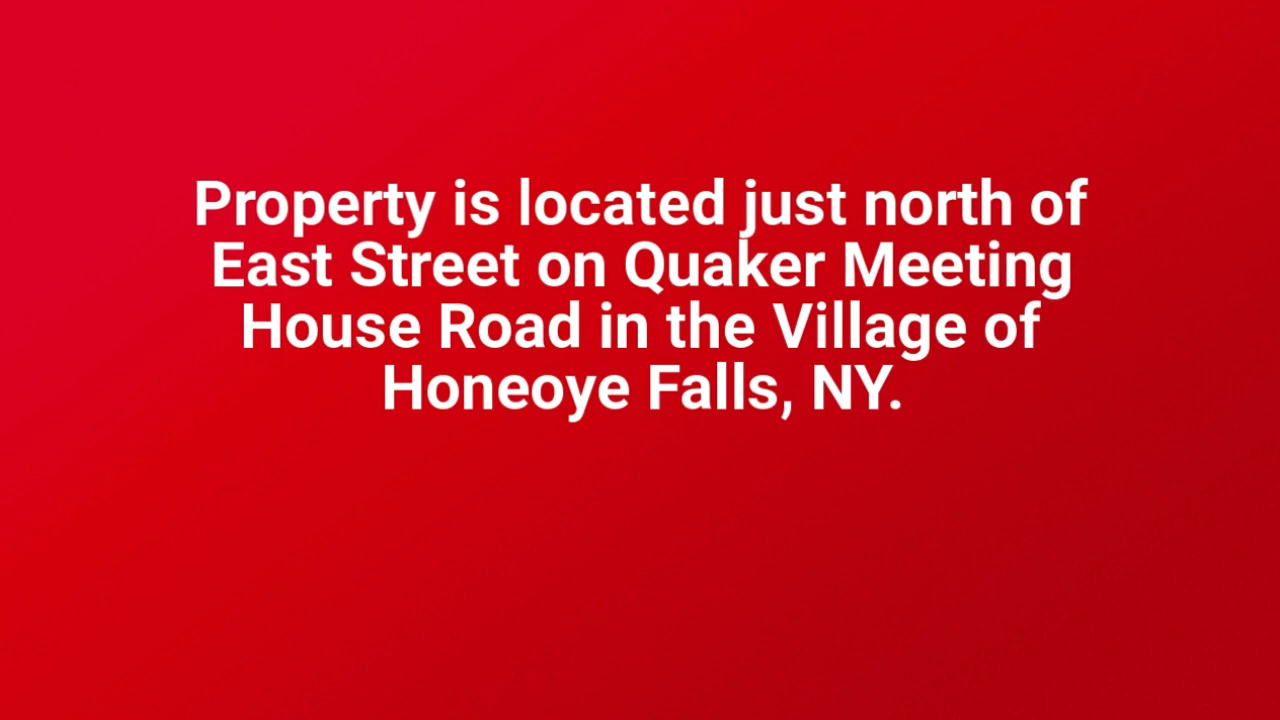 Property is located just north of
East Street on Quaker Meeting
House Road in the Village of
Honeoye Falls, NY.